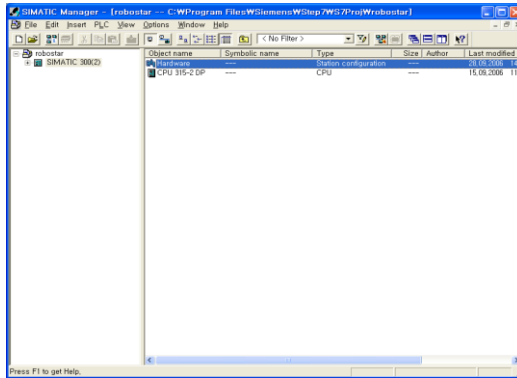 SIMATIC Manager - [robostar -- C:₩Program Files₩Siemens₩Step7₩S7Proj₩robostar]
File Edit Insert PLC View Options Window Help
< No Filter >
robostar
SIMATIC 300(2)
Object name Symbolic name Type Size Author Last modified
Hardware --- Station configuration --- 28,09,2006 14
CPU 315-2 DP --- CPU --- 15,09,2006 11
Press F1 to get Help,